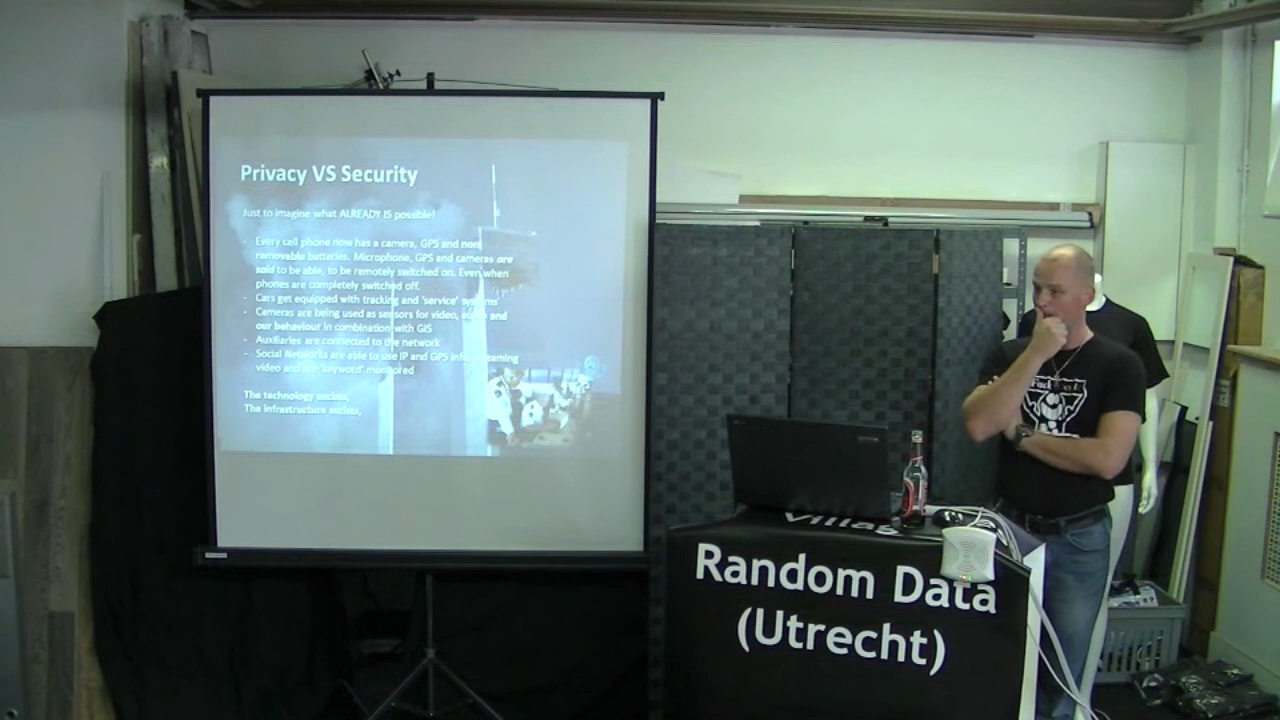 Privacy VS Security
Just to imagine what ALREADY IS possible!
- Every cell phone now has a camera, GPS and non
removable batteries. Microphone, GPS and cameras are
said to be able, to be remotely switched on. Even when
phones are completely switched off.
- Cars get equipped with tracking and 'service' systems
- Cameras are being used as sensors for video, audio and
our behaviour in combination with GIS
- Auxiliaries are connected to the network
- Social Networks are able to use IP and GPS info, streaming
video and are 'keyword' monitored
The technology excists,
The infrastructure excists,
Village
Random Data
(Utrecht)